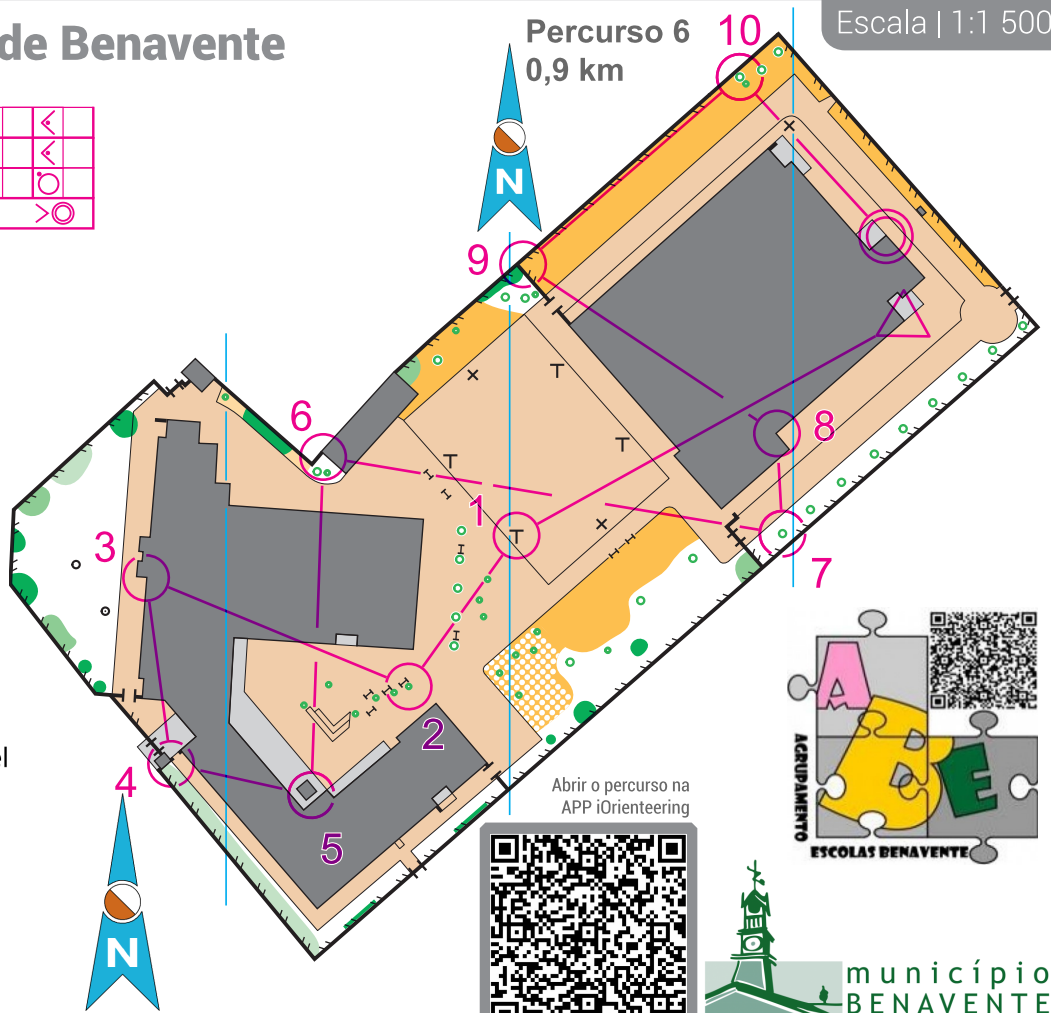 de Benavente
Percurso 6
0,9 km
Escala | 1:1 500
10
N
9
6
8
1
3
7
2
4
5
N
Abrir o percurso na
APP iOrienteering
A
B
E
AGRUPAMENTO
ESCOLAS BENAVENTE
município
BENAVENTE